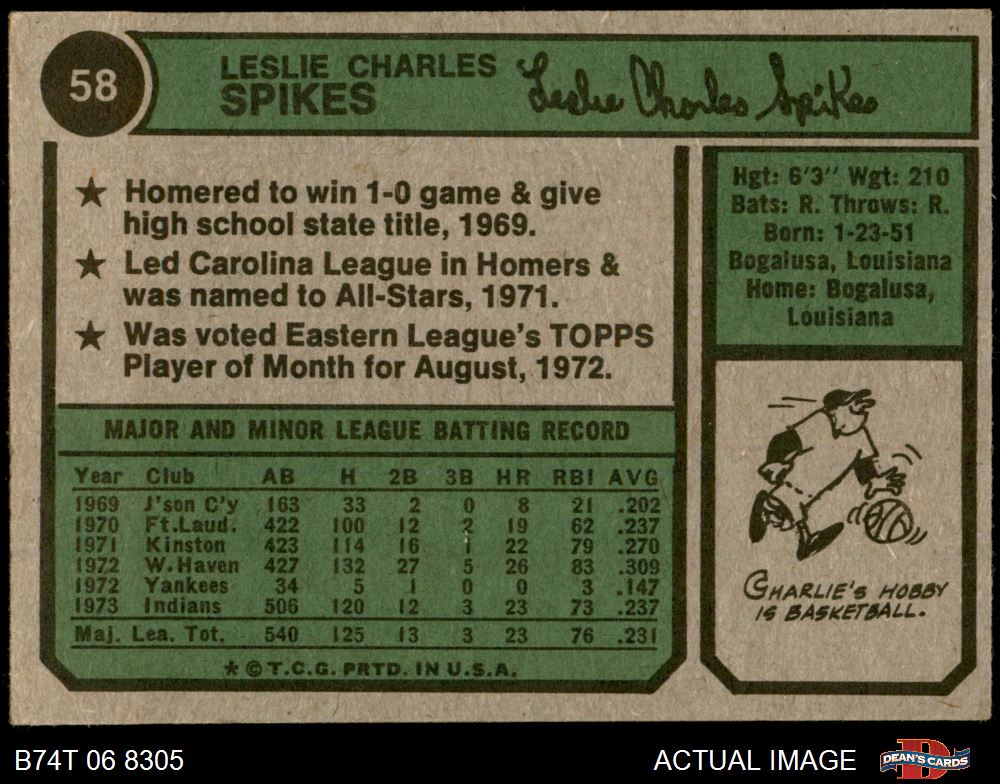 58
LESLIE CHARLES
SPIKES
Leslie Charles Spikes
★ Homered to win 1-0 game & give
high school state title, 1969.
★ Led Carolina League in Homers &
was named to All-Stars, 1971.
★ Was voted Eastern League's TOPPS
Player of Month for August, 1972.
Hgt: 6'3" Wgt: 210
Bats: R. Throws: R.
Born: 1-23-51
Bogalusa, Louisiana
Home: Bogalusa,
Louisiana
MAJOR AND MINOR LEAGUE BATTING RECORD
Year Club AB H 2B 3B HR RBI AVG
1969 J'son C'y 163 33 2 0 8 21 .202
1970 Ft.Laud. 422 100 12 2 19 62 .237
1971 Kinston 423 114 16 1 22 79 .270
1972 W.Haven 427 132 27 5 26 83 .309
1972 Yankees 34 5 1 0 0 3 .147
1973 Indians 506 120 12 3 23 73 .237
Maj. Lea. Tot. 540 125 13 3 23 76 .231
* © T.C.G. PRTD. IN U.S.A.
CHARLIE'S HOBBY
IS BASKETBALL.
B74T 06 8305
ACTUAL IMAGE
DEAN'S CARDS